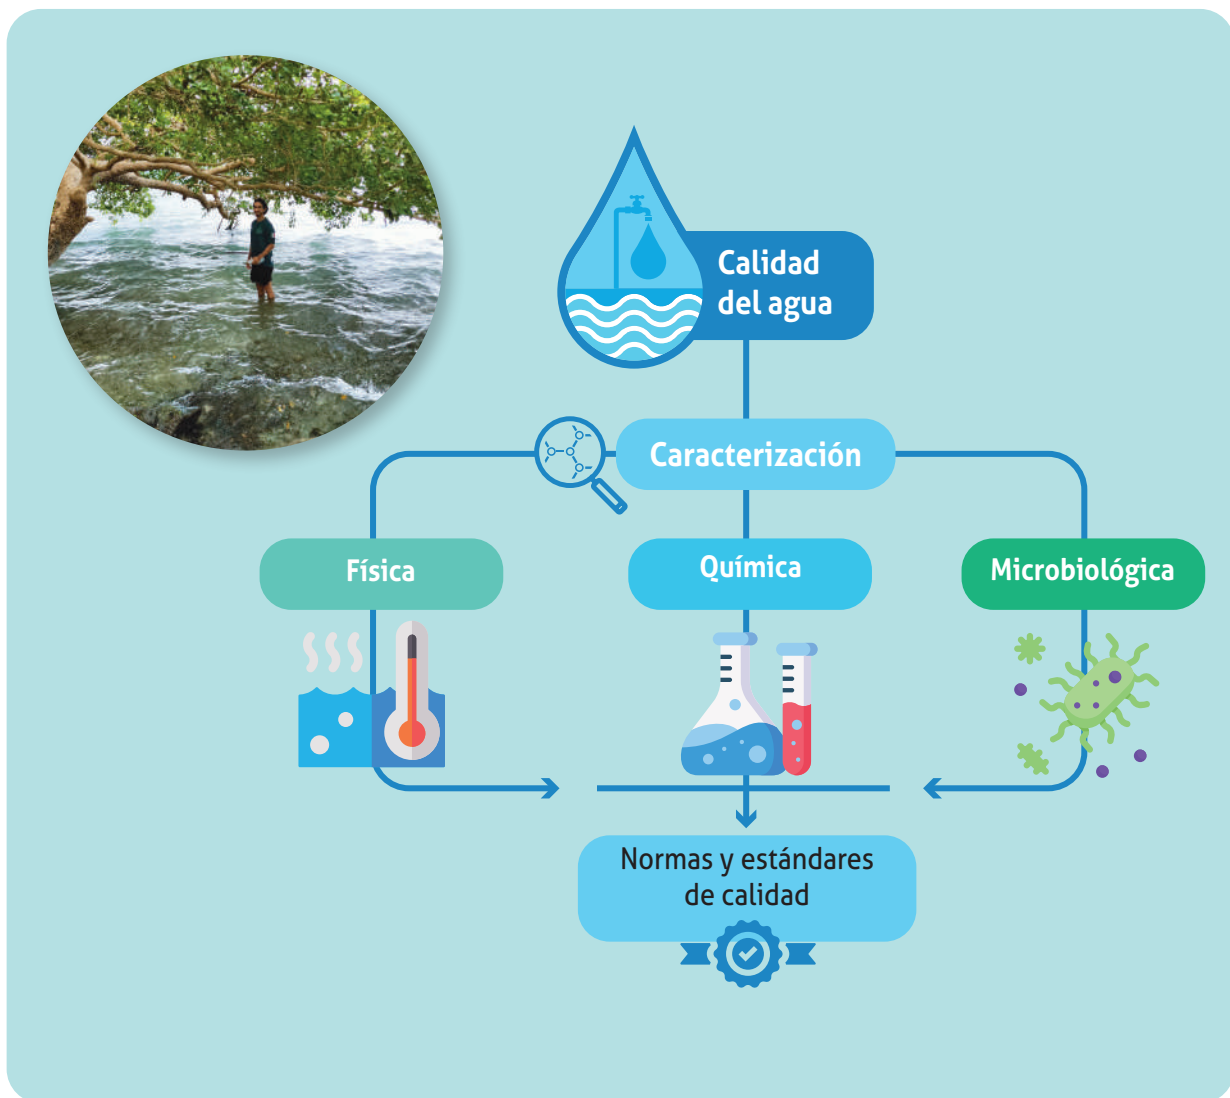 Calidad
del agua
Caracterización
Física
Química
Microbiológica
Normas y estándares
de calidad